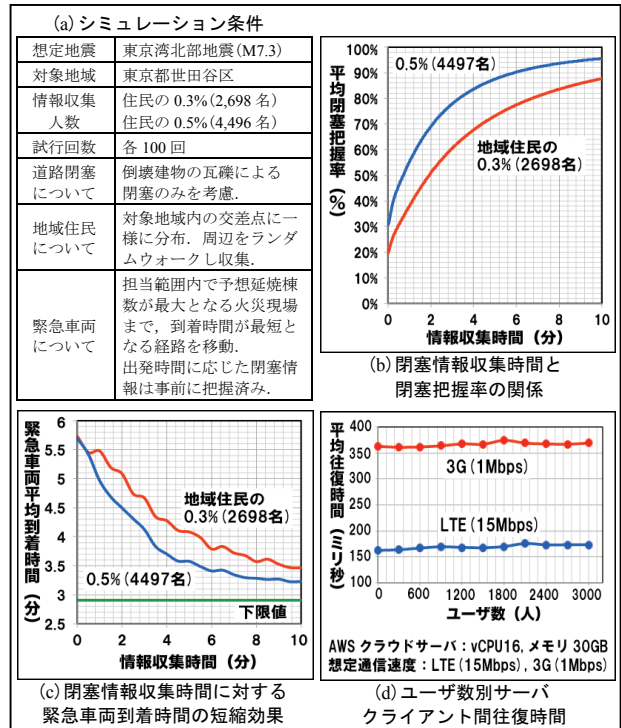 (a)シミュレーション条件
想定地震 東京湾北部地震(M7.3)
対象地域 東京都世田谷区
情報収集
人数
住民の 0.3%(2,698 名)
住民の 0.5%(4,496 名)
試行回数 各 100 回
道路閉塞
について
倒壊建物の瓦礫による
閉塞のみを考慮.
地域住民
について
対象地域内の交差点に一
様に分布．周辺をランダ
ムウォークし収集．
緊急車両
について
担当範囲内で予想延焼棟
数が最大となる火災現場
まで，到着時間が最短と
なる経路を移動．
出発時間に応じた閉塞情
報は事前に把握済み．
平均閉塞把握率(%)
100%
90%
80%
70%
60%
50%
40%
30%
20%
10%
0%
0.5%(4497名)
地域住民の
0.3%(2698名)
0 2 4 6 8 10
情報収集時間（分）
(b)閉塞情報収集時間と
閉塞把握率の関係
緊急車両平均到着時間(分)
6
5.5
5
4.5
4
3.5
3
2.5
地域住民の
0.3%(2698名)
0.5%(4497名)
下限値
0 2 4 6 8 10
情報収集時間（分）
(c)閉塞情報収集時間に対する
緊急車両到着時間の短縮効果
平均往復時間(ミリ秒)
400
350
300
250
200
150
100
3G(1Mbps)
LTE(15Mbps)
0 600 1200 1800 2400 3000
ユーザ数（人）
AWS クラウドサーバ：vCPU16, メモリ 30GB
想定通信速度：LTE(15Mbps), 3G(1Mbps)
(d)ユーザ数別サーバ
クライアント間往復時間